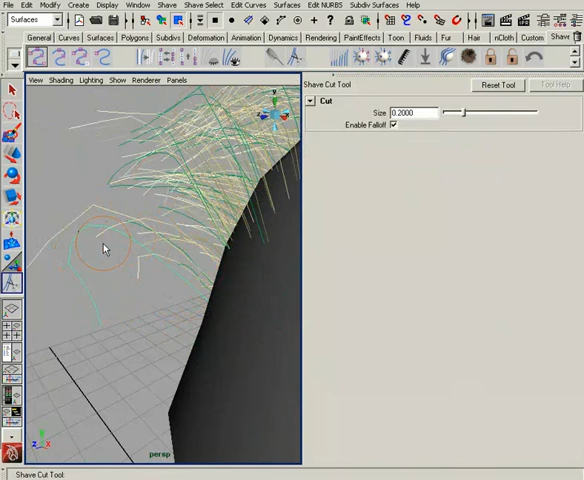 File Edit Modify Create Display Window Assets Shave Shave Select Edit Curves Surfaces Edit NURBS Subdiv Surfaces
Surfaces
General Curves Surfaces Polygons Subdivs Deformation Animation Dynamics Rendering PaintEffects Toon Fluids Fur Hair nCloth Custom Shave
View Shading Lighting Show Renderer Panels
Shave Cut Tool
Reset Tool
Tool Help
Cut
Size 0.2000
Enable Falloff
y
z
z x
persp
Shave Cut Tool: